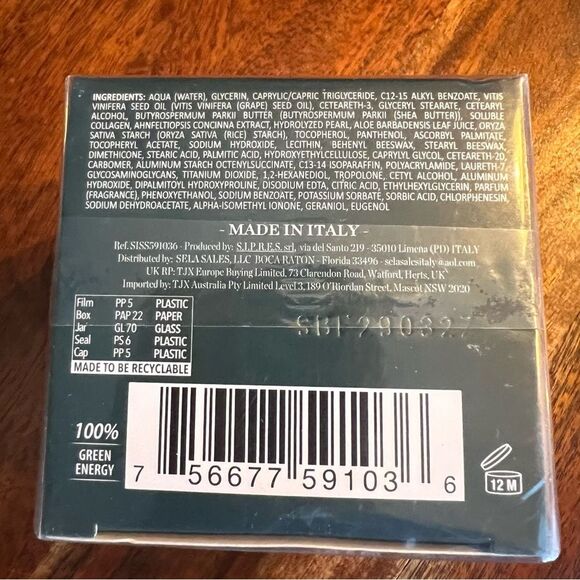 INGREDIENTS: AQUA (WATER), GLYCERIN, CAPRYLIC/CAPRIC TRIGLYCERIDE, C12-15 ALKYL BENZOATE, VITIS
VINIFERA SEED OIL (VITIS VINIFERA (GRAPE) SEED OIL), CETEARETH-3, GLYCERYL STEARATE, CETEARYL
ALCOHOL, BUTYROSPERMUM PARKII BUTTER (BUTYROSPERMUM PARKII (SHEA BUTTER)), SOLUBLE
COLLAGEN, AHNFELTIOPSIS CONCINNA EXTRACT, HYDROLYZED PEARL, ALOE BARBADENSIS LEAF JUICE, ORYZA
SATIVA STARCH (ORYZA SATIVA (RICE) STARCH), TOCOPHEROL, PANTHENOL, ASCORBYL PALMITATE,
TOCOPHERYL ACETATE, SODIUM HYDROXIDE, LECITHIN, BEHENYL BEESWAX, STEARYL BEESWAX,
DIMETHICONE, STEARIC ACID, PALMITIC ACID, HYDROXYETHYLCELLULOSE, CAPRYLYL GLYCOL, CETEARETH-20,
CARBOMER, ALUMINUM STARCH OCTENYLSUCCINATE, C13-14 ISOPARAFFIN, POLYACRYLAMIDE, LAURETH-7,
GLYCOSAMINOGLYCANS, TITANIUM DIOXIDE, 1,2-HEXANEDIOL, TROPOLONE, CETYL ALCOHOL, ALUMINUM
HYDROXIDE, DIPALMITOYL HYDROXYPROLINE, DISODIUM EDTA, CITRIC ACID, ETHYLHEXYLGLYCERIN, PARFUM
(FRAGRANCE), PHENOXYETHANOL, SODIUM BENZOATE, POTASSIUM SORBATE, SORBIC ACID, CHLORPHENESIN,
SODIUM DEHYDROACETATE, ALPHA-ISOMETHYL IONONE, GERANIOL, EUGENOL
- MADE IN ITALY -
Ref. SISS591036 - Produced by: S.I.P.R.E.S. srl, via del Santo 219 - 35010 Limena (PD) ITALY
Distributed by: SELA SALES, LLC BOCA RATON - Florida 33496 - selasalesitaly@aol.com
UK RP: TJX Europe Buying Limited, 73 Clarendon Road, Watford, Herts, UK
Imported by: TJX Australia Pty Limited Level 3,189 O'Riordan Street, Mascot NSW 2020
Film PP 5 PLASTIC
Box PAP 22 PAPER
Jar GL 70 GLASS
Seal PS 6 PLASTIC
Cap PP 5 PLASTIC
MADE TO BE RECYCLABLE
100%
GREEN
ENERGY
7 56677 59103 6
12 M